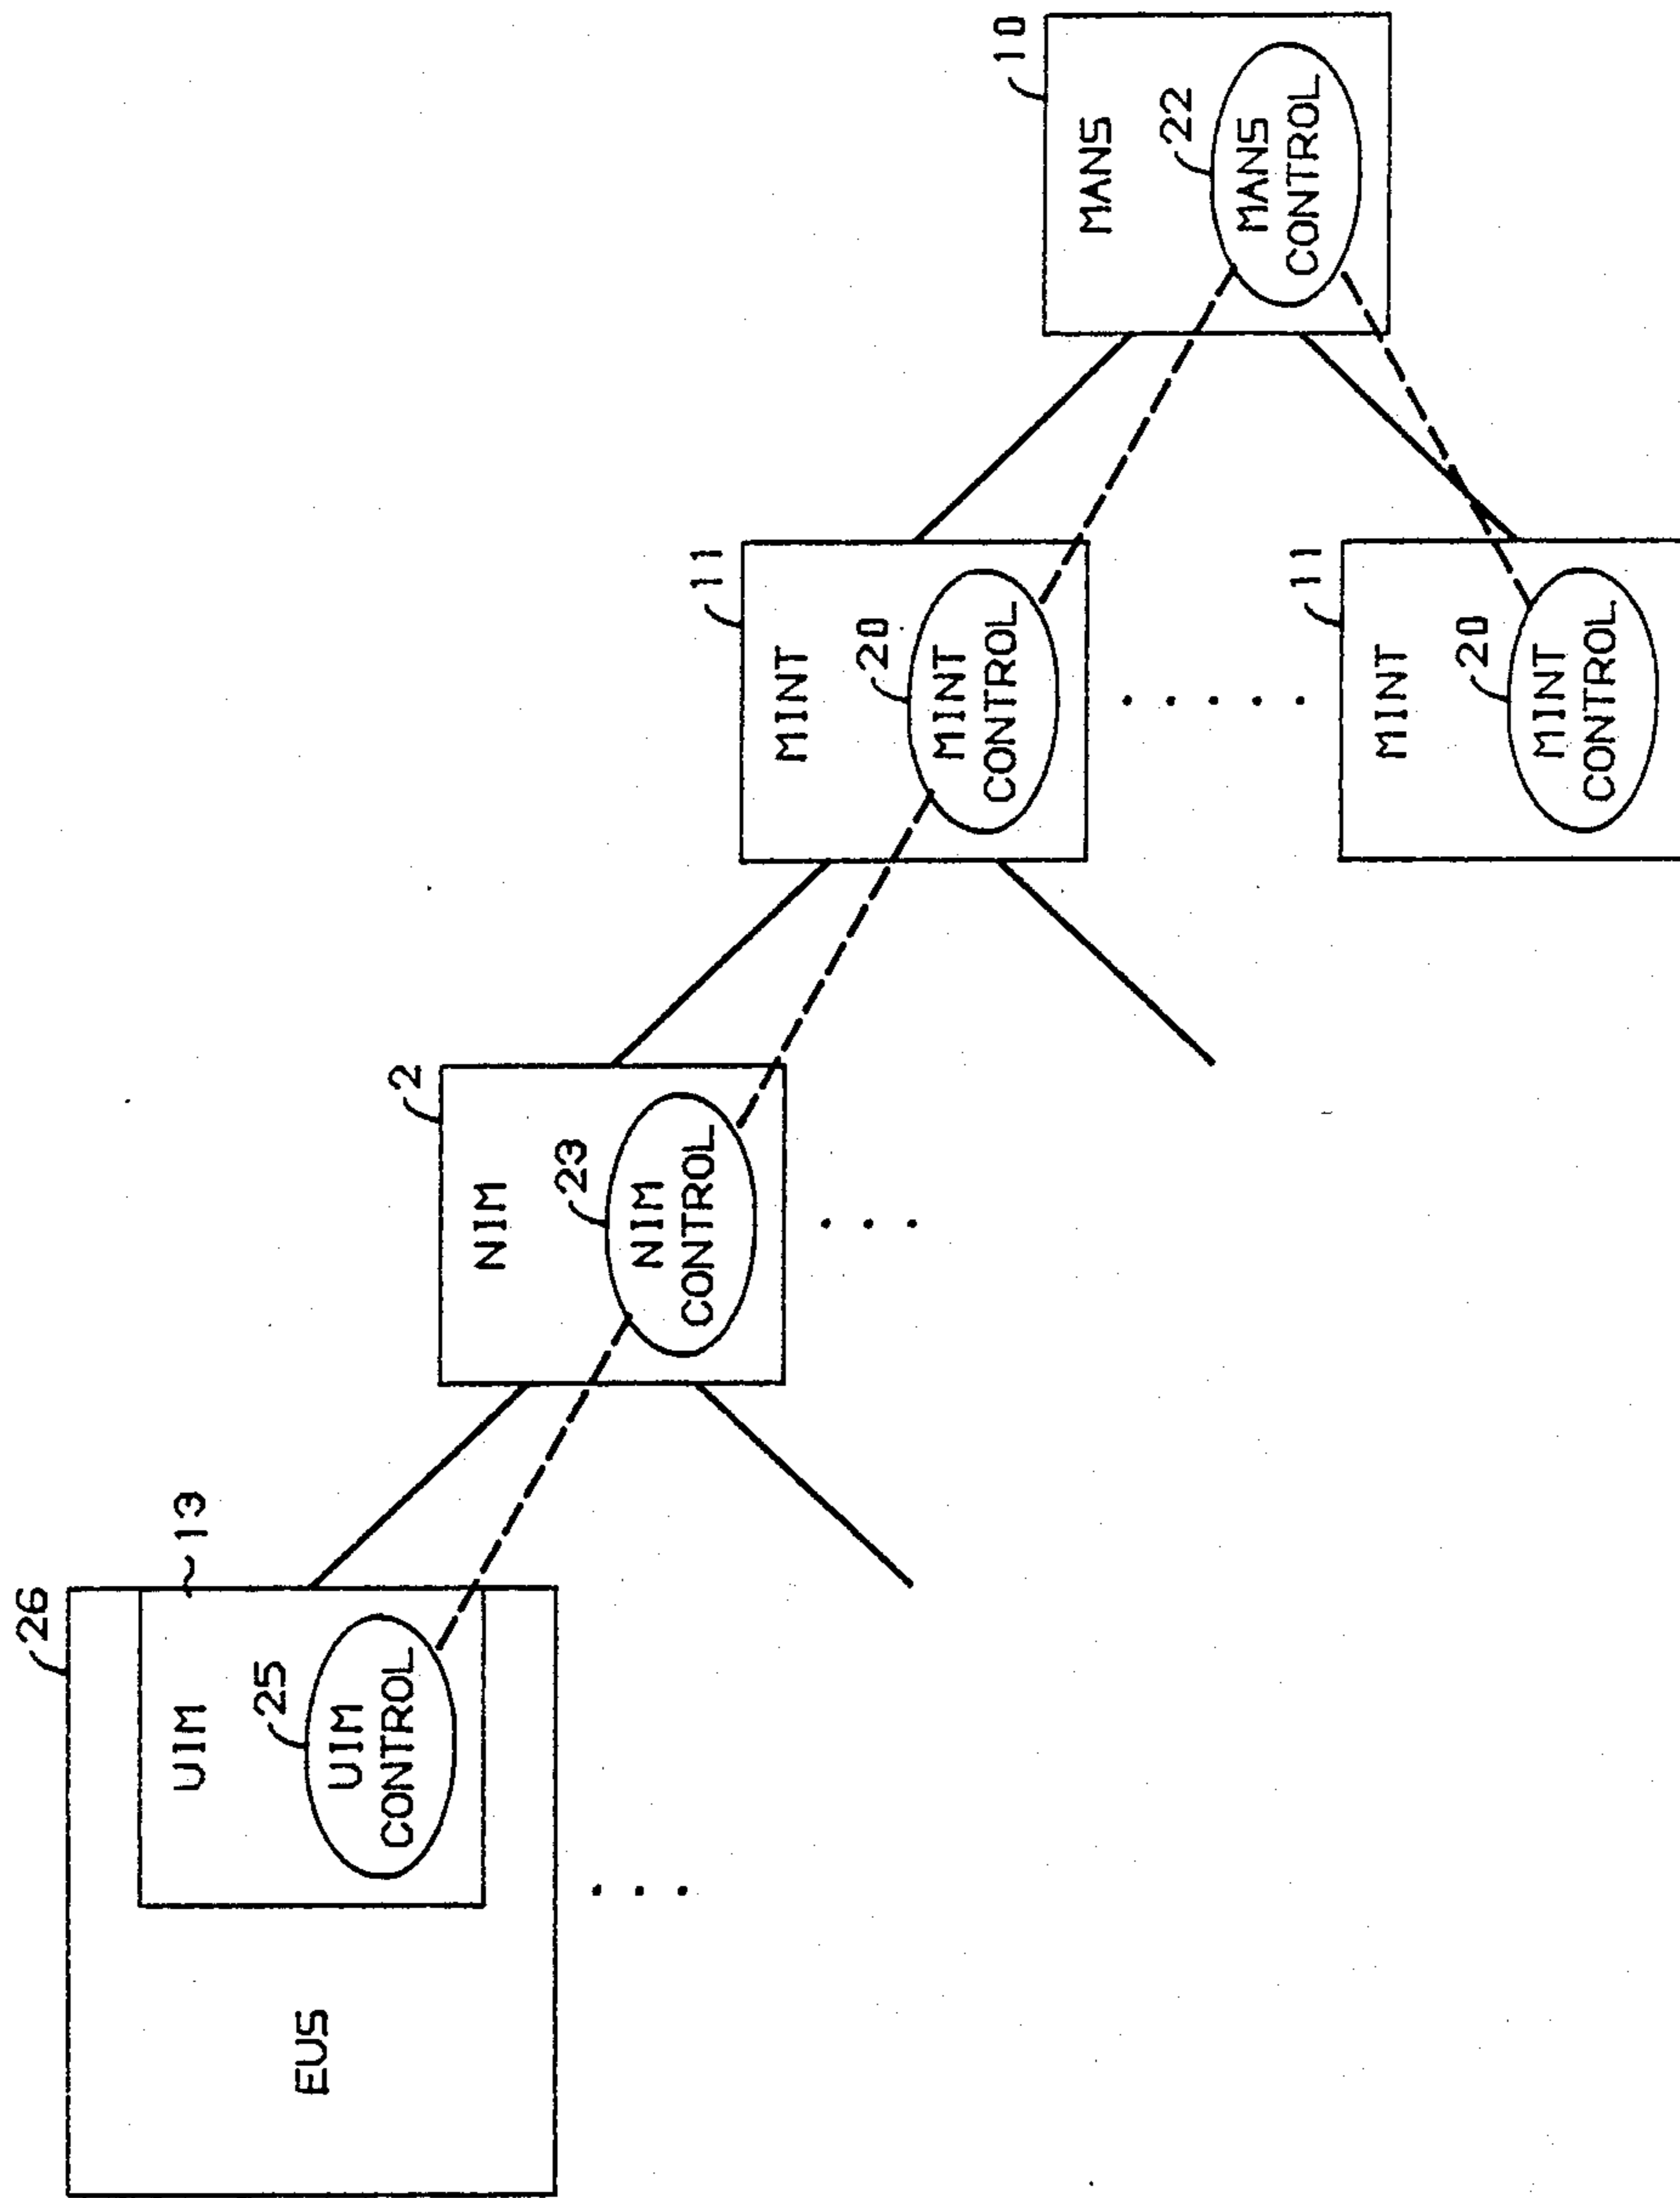 26
13
EUS
UIM
25
UIM
CONTROL
2
NIM
23
NIM
CONTROL
11
MINT
20
MINT
CONTROL
11
MINT
20
MINT
CONTROL
10
MANS
22
MANS
CONTROL